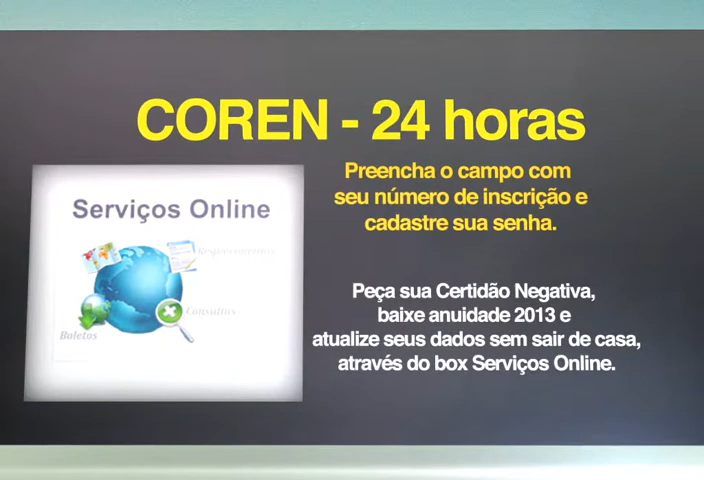 COREN - 24 horas
Preencha o campo com
seu número de inscrição e
cadastre sua senha.
Serviços Online
Requerimentos
Consultas
Boletos
Peça sua Certidão Negativa,
baixe anuidade 2013 e
atualize seus dados sem sair de casa,
através do box Serviços Online.